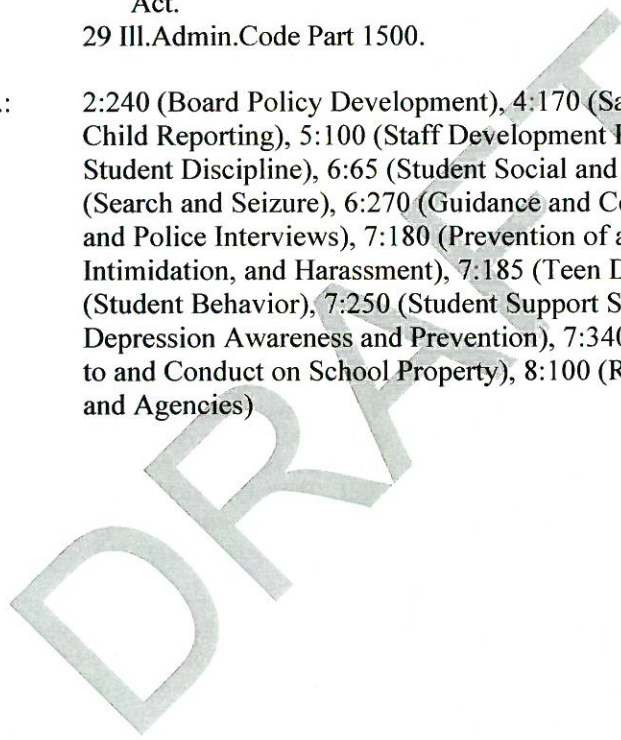 Act.
29 Ill.Admin.Code Part 1500.
.: 2:240 (Board Policy Development), 4:170 (Sa
Child Reporting), 5:100 (Staff Development
Student Discipline), 6:65 (Student Social and
(Search and Seizure), 6:270 (Guidance and C
and Police Interviews), 7:180 (Prevention of a
Intimidation, and Harassment), 7:185 (Teen D
(Student Behavior), 7:250 (Student Support S
Depression Awareness and Prevention), 7:340
to and Conduct on School Property), 8:100 (R
and Agencies)
DRAFT